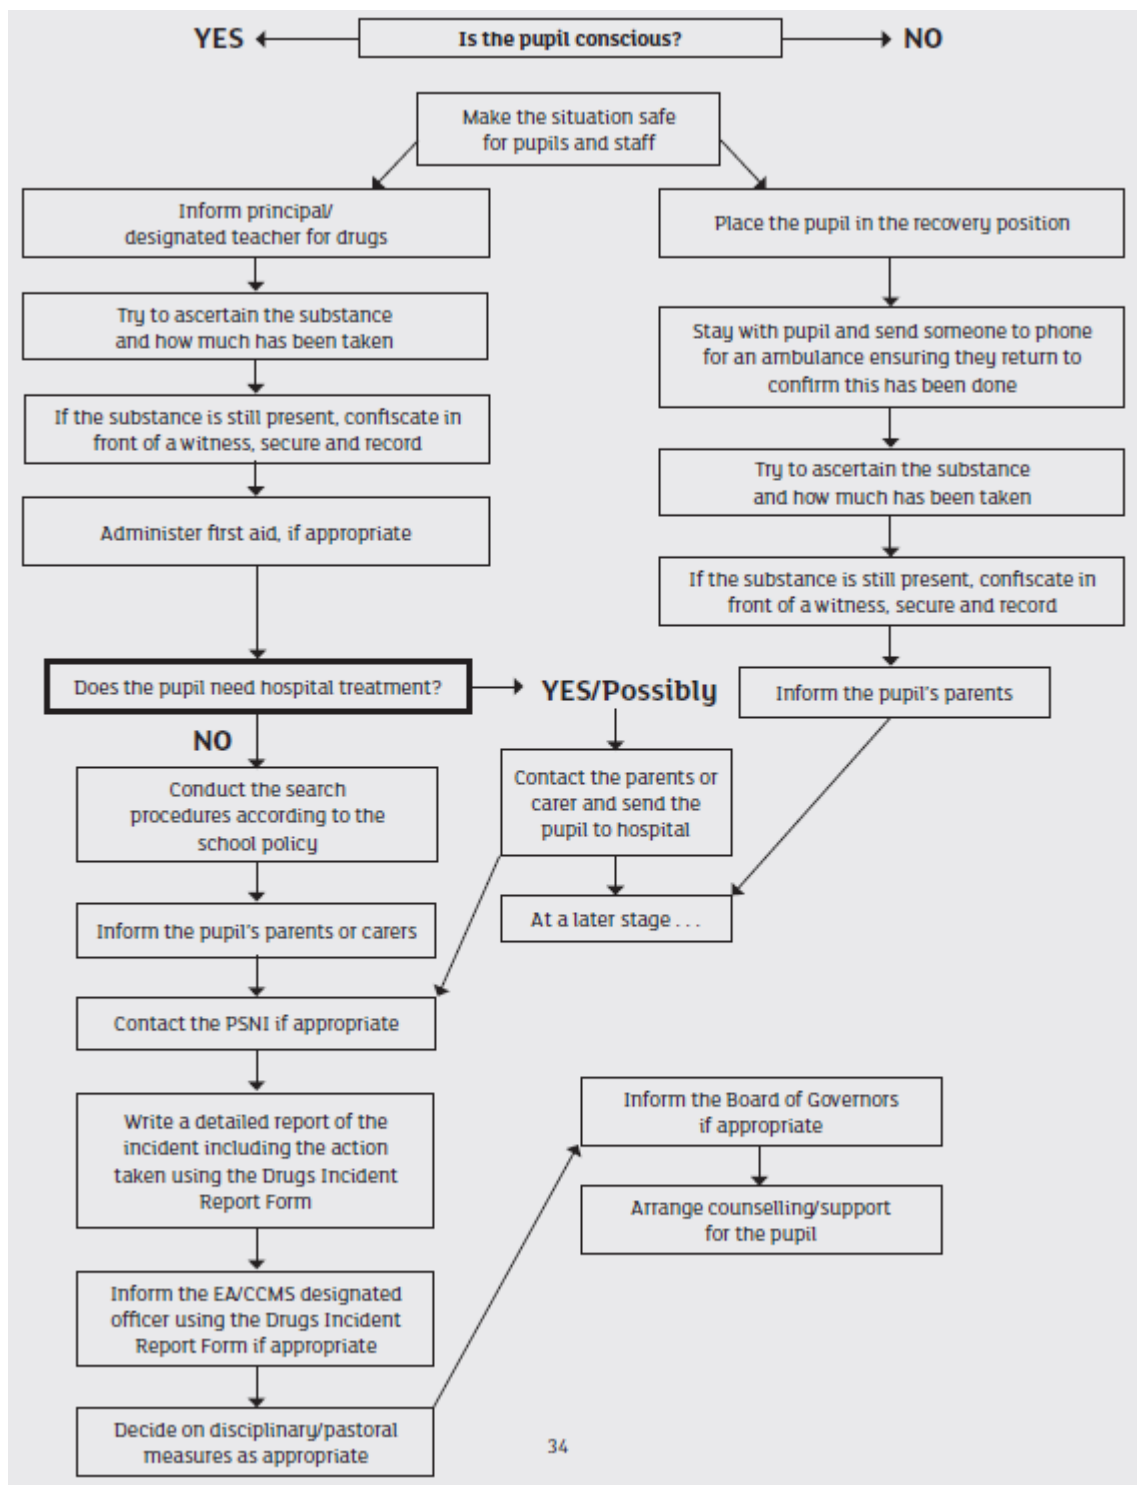 YES
Is the pupil conscious?
NO
Make the situation safe
for pupils and staff
Inform principal/
designated teacher for drugs
Try to ascertain the substance
and how much has been taken
If the substance is still present, confiscate in
front of a witness, secure and record
Administer first aid, if appropriate
Place the pupil in the recovery position
Stay with pupil and send someone to phone
for an ambulance ensuring they return to
confirm this has been done
Try to ascertain the substance
and how much has been taken
If the substance is still present, confiscate in
front of a witness, secure and record
Inform the pupil's parents
Does the pupil need hospital treatment?
YES/Possibly
NO
Contact the parents or
carer and send the
pupil to hospital
At a later stage . . .
Conduct the search
procedures according to the
school policy
Inform the pupil's parents or carers
Contact the PSNI if appropriate
Write a detailed report of the
incident including the action
taken using the Drugs Incident
Report Form
Inform the EA/CCMS designated
officer using the Drugs Incident
Report Form if appropriate
Decide on disciplinary/pastoral
measures as appropriate
Inform the Board of Governors
if appropriate
Arrange counselling/support
for the pupil
34